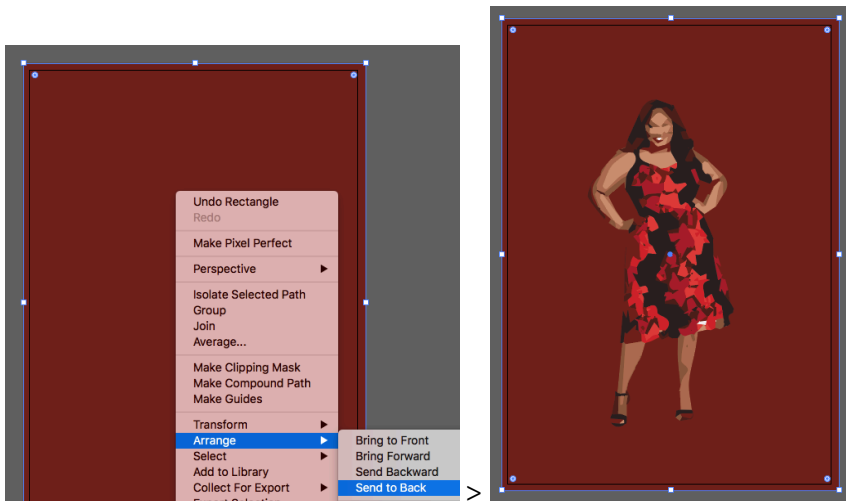 Undo Rectangle
Redo
Make Pixel Perfect
Perspective
Isolate Selected Path
Group
Join
Average...
Make Clipping Mask
Make Compound Path
Make Guides
Transform
Arrange
Select
Add to Library
Collect For Export
Bring to Front
Bring Forward
Send Backward
Send to Back
>